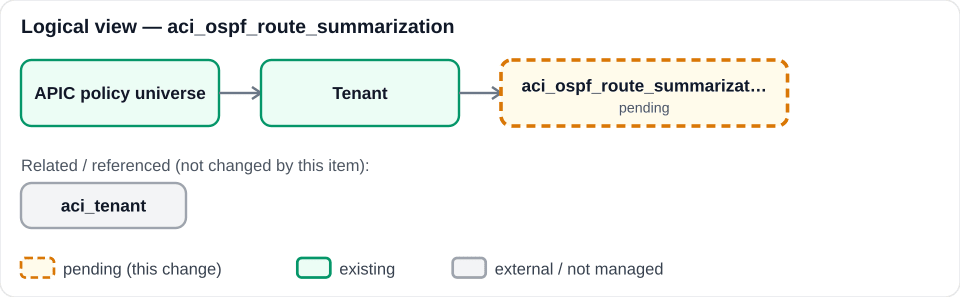 Logical view — aci_ospf_route_summarization
APIC policy universe
Tenant
aci_ospf_route_summarizat…
pending
Related / referenced (not changed by this item):
aci_tenant
pending (this change)
existing
external / not managed